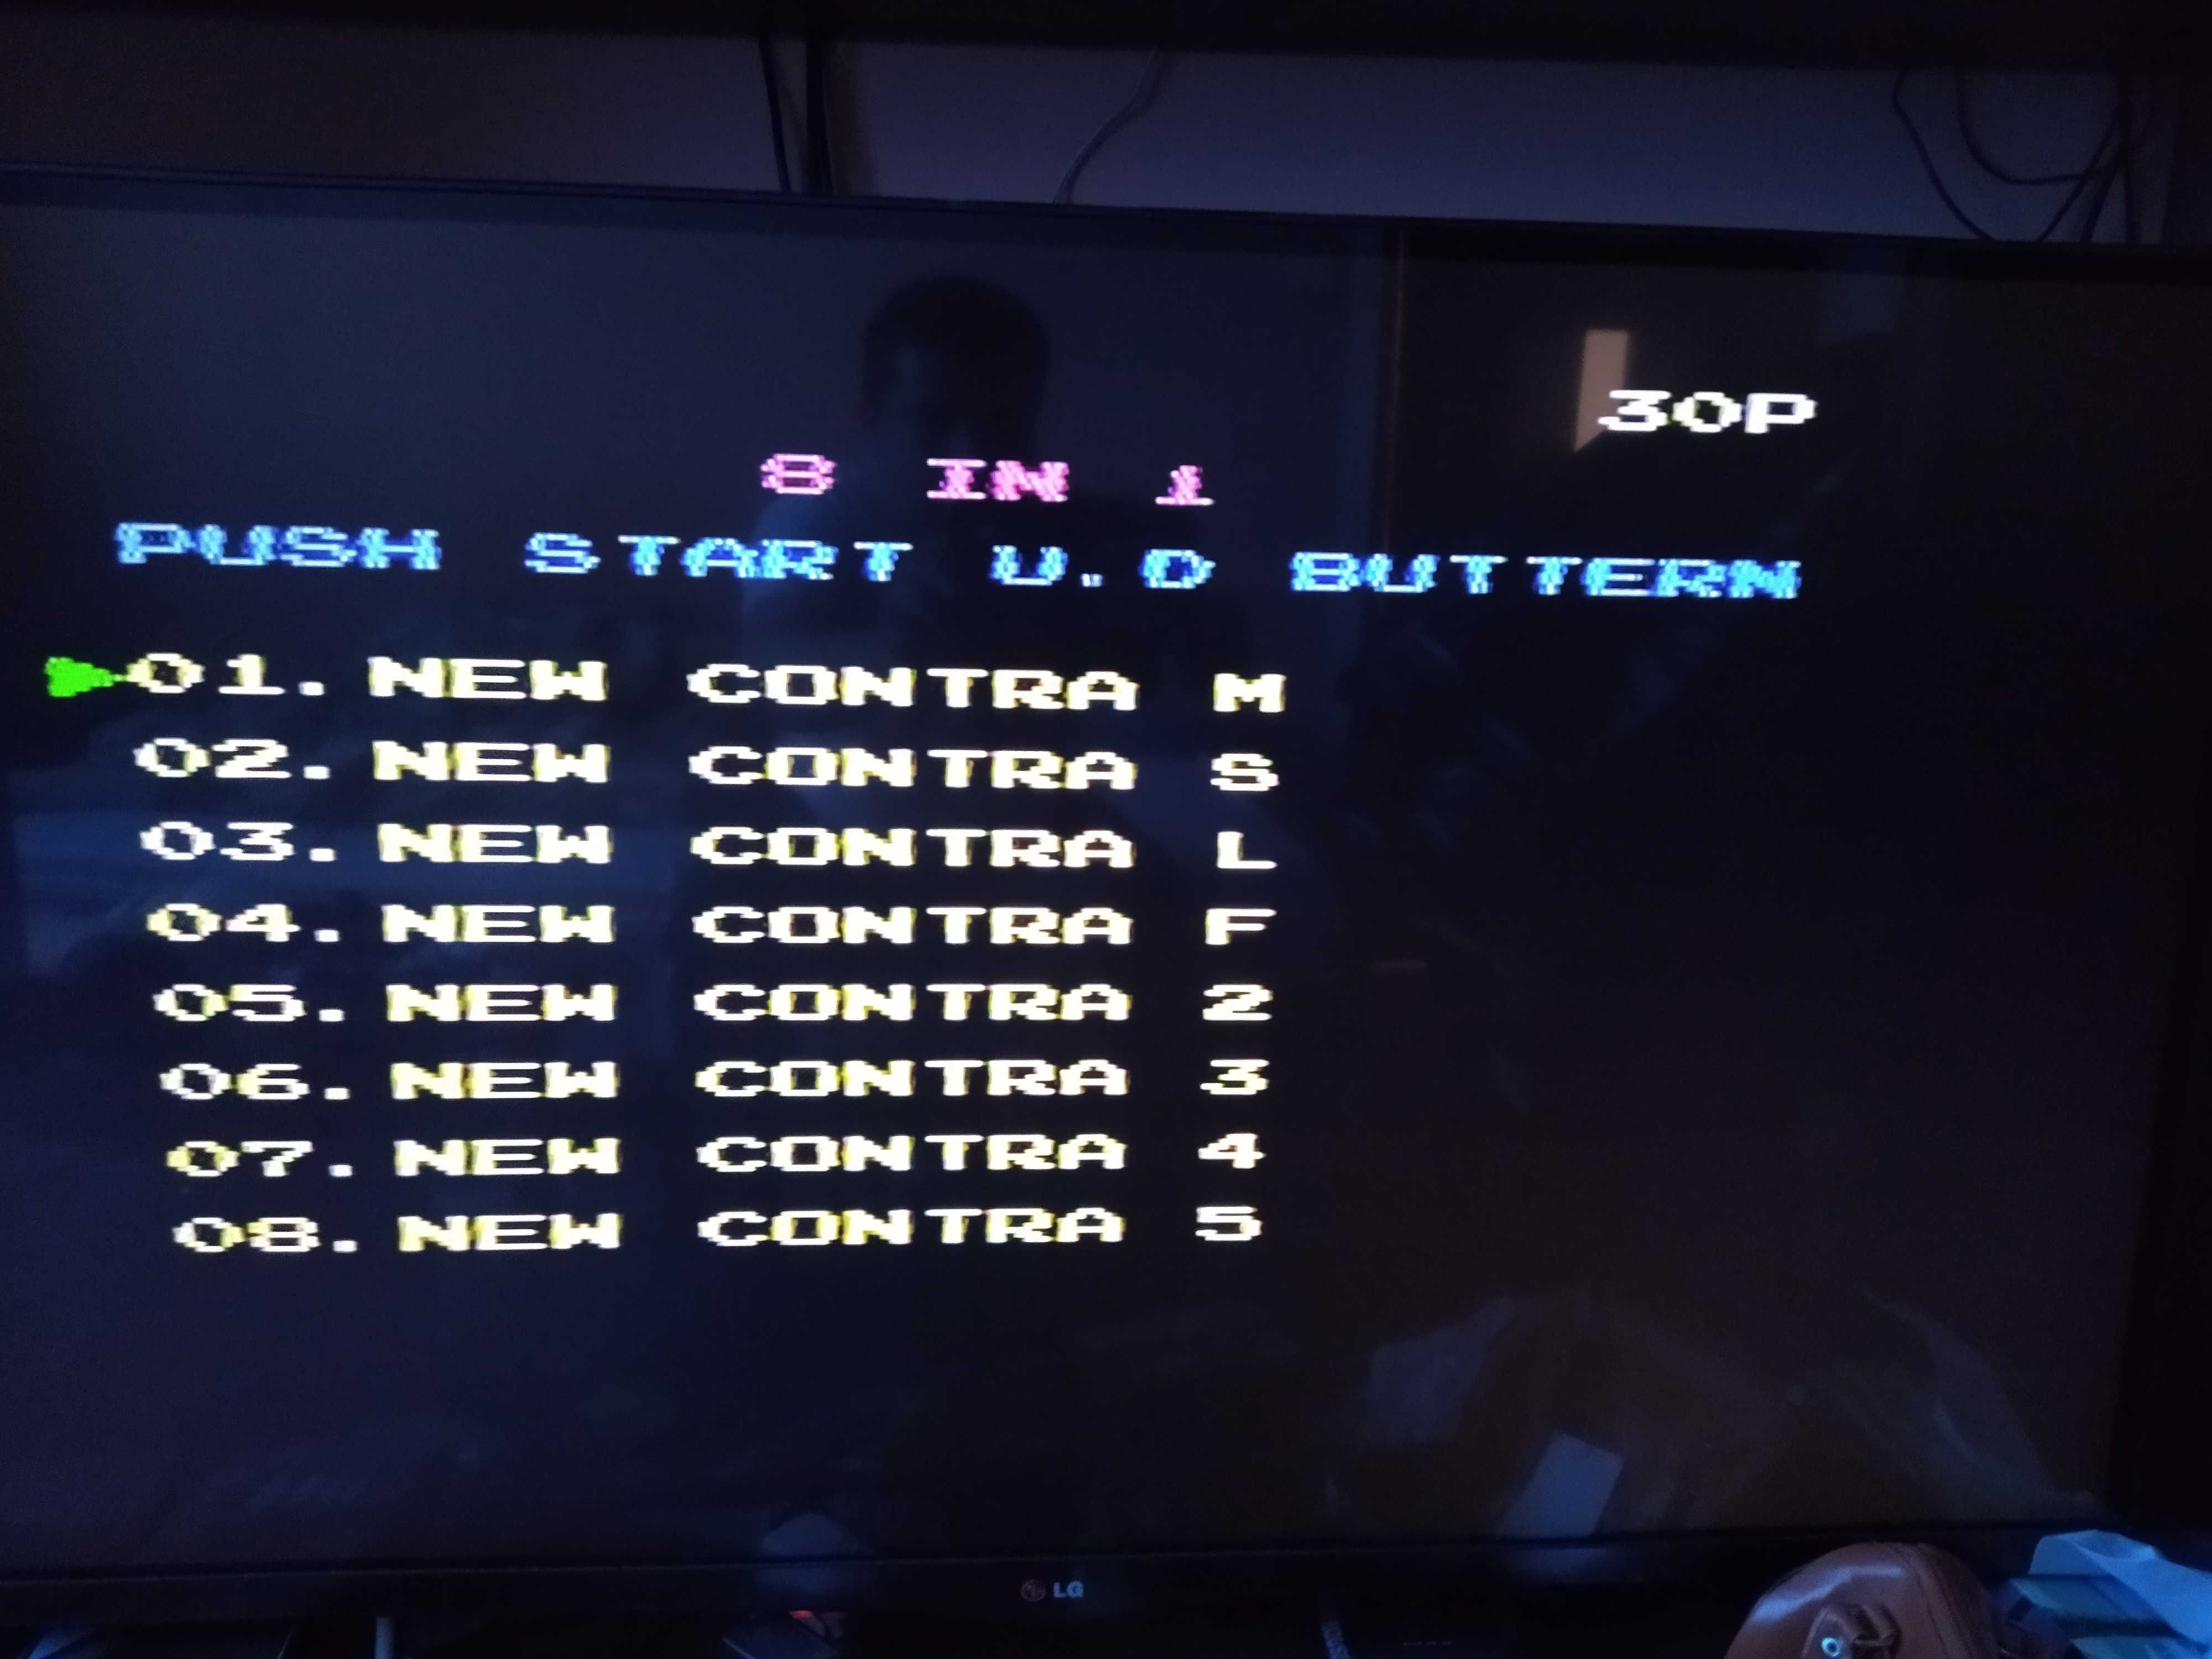 30P
8 IN 1
PUSH START U.D BUTTERN
01. NEW CONTRA M
02. NEW CONTRA S
03. NEW CONTRA L
04. NEW CONTRA F
05. NEW CONTRA 2
06. NEW CONTRA 3
07. NEW CONTRA 4
08. NEW CONTRA 5
LG